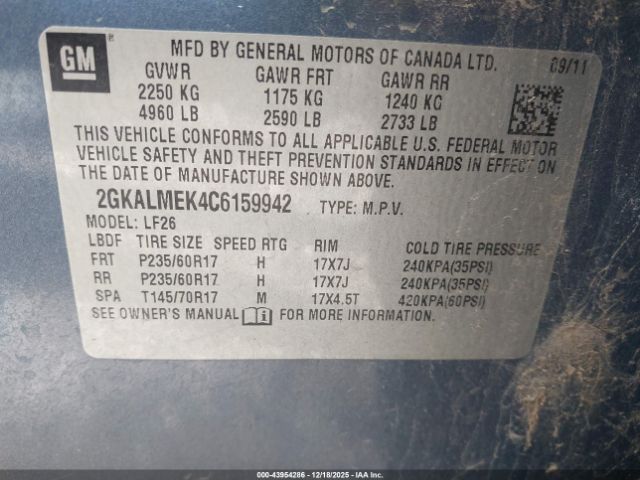 GM
MFD BY GENERAL MOTORS OF CANADA LTD. 09/11
GVWR GAWR FRT GAWR RR
2250 KG 1175 KG 1240 KG
4960 LB 2590 LB 2733 LB
THIS VEHICLE CONFORMS TO ALL APPLICABLE U.S. FEDERAL MOTOR
VEHICLE SAFETY AND THEFT PREVENTION STANDARDS IN EFFECT ON
THE DATE OF MANUFACTURE SHOWN ABOVE.
2GKALMEK4C6159942 TYPE: M.P.V.
MODEL: LF26
LBDF TIRE SIZE SPEED RTG RIM COLD TIRE PRESSURE
FRT P235/60R17 H 17X7J 240KPA(35PSI)
RR P235/60R17 H 17X7J 240KPA(35PSI)
SPA T145/70R17 M 17X4.5T 420KPA(60PSI)
SEE OWNER'S MANUAL i FOR MORE INFORMATION.
000-43954286 - 12/18/2025 - IAAI.COM